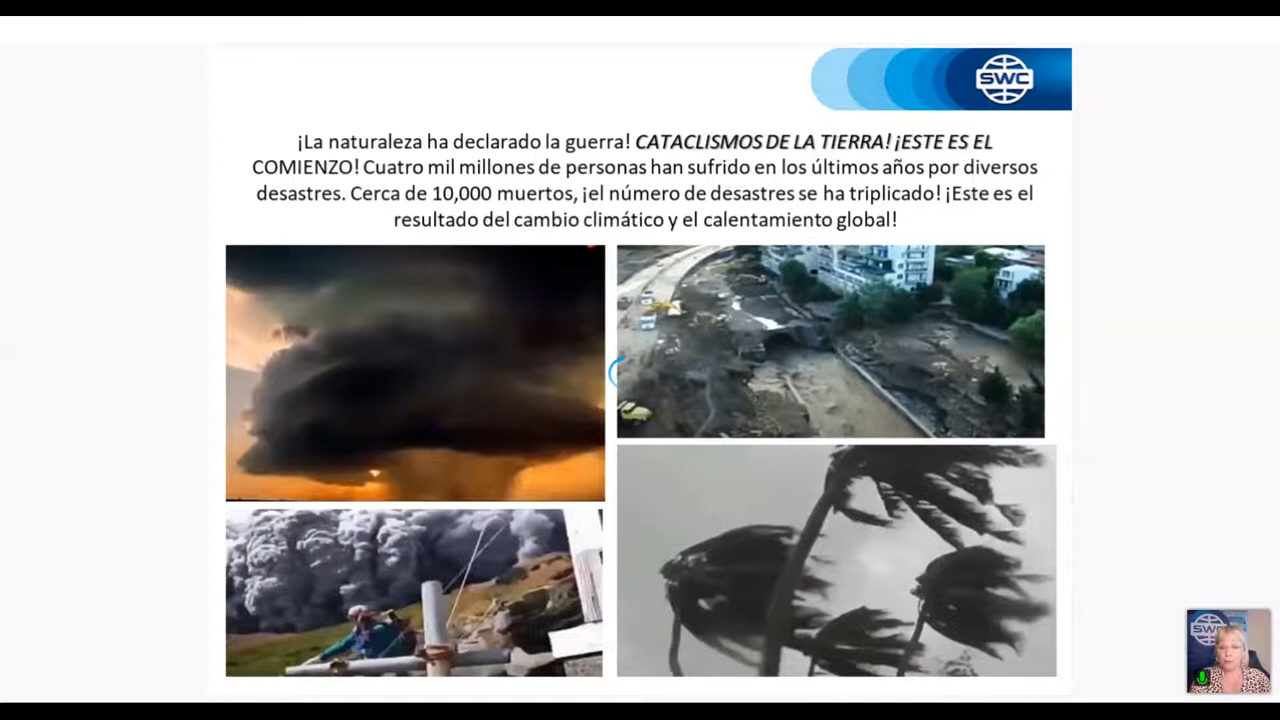 SWC
¡La naturaleza ha declarado la guerra! CATACLISMOS DE LA TIERRA! ¡ESTE ES EL
COMIENZO! Cuatro mil millones de personas han sufrido en los últimos años por diversos
desastres. Cerca de 10,000 muertos, ¡el número de desastres se ha triplicado! ¡Este es el
resultado del cambio climático y el calentamiento global!
SWC